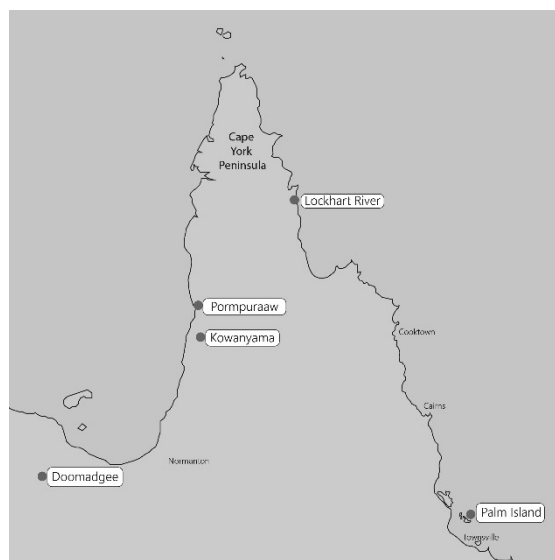 Cape
York
Peninsula
Lockhart River
Pormpuraaw
Kowanyama
Cooktown
Cairns
Normanton
Doomadgee
Palm Island
Townsville